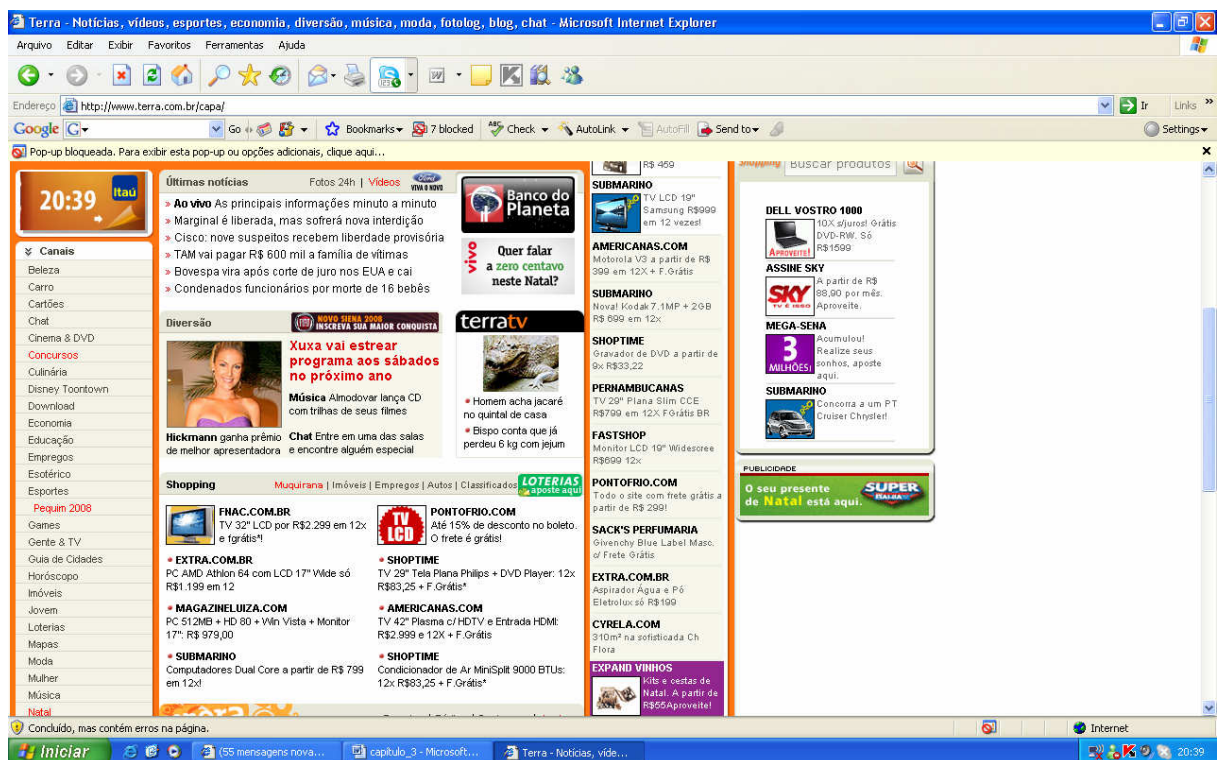 Terra - Notícias, vídeos, esportes, economia, diversão, música, moda, fotolog, blog, chat - Microsoft Internet Explorer
Arquivo Editar Exibir Favoritos Ferramentas Ajuda
Endereço http://www.terra.com.br/capa/ Ir Links
Google Go Bookmarks 7 blocked Check AutoLink AutoFill Send to Settings
Pop-up bloqueada. Para exibir esta pop-up ou opções adicionais, clique aqui...
20:39 Itaú
Canais
Beleza
Carro
Cartões
Chat
Cinema & DVD
Concursos
Culinária
Disney Toontown
Download
Economia
Educação
Empregos
Esotérico
Esportes
Pequim 2008
Games
Gente & TV
Guia de Cidades
Horóscopo
Imóveis
Jovem
Loterias
Mapas
Moda
Mulher
Música
Natal
Últimas notícias Fotos 24h | Vídeos Ford VIVA O NOVO
Ao vivo As principais informações minuto a minuto
Marginal é liberada, mas sofrerá nova interdição
Cisco: nove suspeitos recebem liberdade provisória
TAM vai pagar R$ 600 mil a família de vítimas
Bovespa vira após corte de juro nos EUA e cai
Condenados funcionários por morte de 16 bebês
Banco do
Planeta
vivo
Quer falar
a zero centavo
neste Natal?
Diversão NOVO SIENA 2008
INSCREVA SUA MAIOR CONQUISTA
Xuxa vai estrear
programa aos sábados
no próximo ano
Música Almodovar lança CD
com trilhas de seus filmes
Hickmann ganha prêmio
de melhor apresentadora
Chat Entre em uma das salas
e encontre alguém especial
terratv
Homem acha jacaré
no quintal de casa
Bispo conta que já
perdeu 6 kg com jejum
Shopping Muquirana | Imóveis | Empregos | Autos | Classificados LOTERIAS
aposte aqui
FNAC.COM.BR
TV 32" LCD por R$2.299 em 12x
e fgrátis*!
TV
LCD
PONTOFRIO.COM
Até 15% de desconto no boleto.
O frete é grátis!
EXTRA.COM.BR
PC AMD Athlon 64 com LCD 17" Wide só
R$1.199 em 12
SHOPTIME
TV 29" Tela Plana Philips + DVD Player: 12x
R$83,25 + F.Grátis*
MAGAZINELUIZA.COM
PC 512MB + HD 80 + Win Vista + Monitor
17": R$ 979,00
AMERICANAS.COM
TV 42" Plasma c/ HDTV e Entrada HDMI:
R$2.999 e 12X + F.Grátis
SUBMARINO
Computadores Dual Core a partir de R$ 799
em 12x!
SHOPTIME
Condicionador de Ar MiniSplit 9000 BTUs:
12x R$83,25 + F.Grátis*
R$ 459
SUBMARINO
TV LCD 19"
Samsung R$999
em 12 vezes!
AMERICANAS.COM
Motorola V3 a partir de R$
399 em 12X + F.Grátis
SUBMARINO
Nova! Kodak 7.1MP + 2GB
R$ 699 em 12x
SHOPTIME
Gravador de DVD a partir de
9x R$33,22
PERNAMBUCANAS
TV 29" Plana Slim CCE
R$799 em 12X FGrátis BR
FASTSHOP
Monitor LCD 19" Widescree
R$699 12x
PONTOFRIO.COM
Todo o site com frete grátis a
partir de R$ 299!
SACK'S PERFUMARIA
Givenchy Blue Label Masc.
c/ Frete Grátis
EXTRA.COM.BR
Aspirador Água e Pó
Eletrolux só R$199
CYRELA.COM
310m² na sofisticada Ch
Flora
EXPAND VINHOS
Kits e cestas de
Natal. A partir de
R$55Aproveite!
Shopping Buscar produtos
DELL VOSTRO 1000
10X s/juros! Grátis
DVD-RW. Só
R$1599
APROVEITE!
ASSINE SKY
A partir de R$
88,90 por mês.
Aproveite.
SKY
TV É ISSO
MEGA-SENA
Acumulou!
Realize seus
sonhos, aposte
aqui.
3
MILHÕES!
SUBMARINO
Concorra a um PT
Cruiser Chrysler!
PUBLICIDADE
O seu presente
de Natal está aqui.
SUPER
Concluído, mas contém erros na página. Internet
Iniciar (55 mensagens nova... capítulo_3 - Microsoft... Terra - Notícias, víde... 20:39